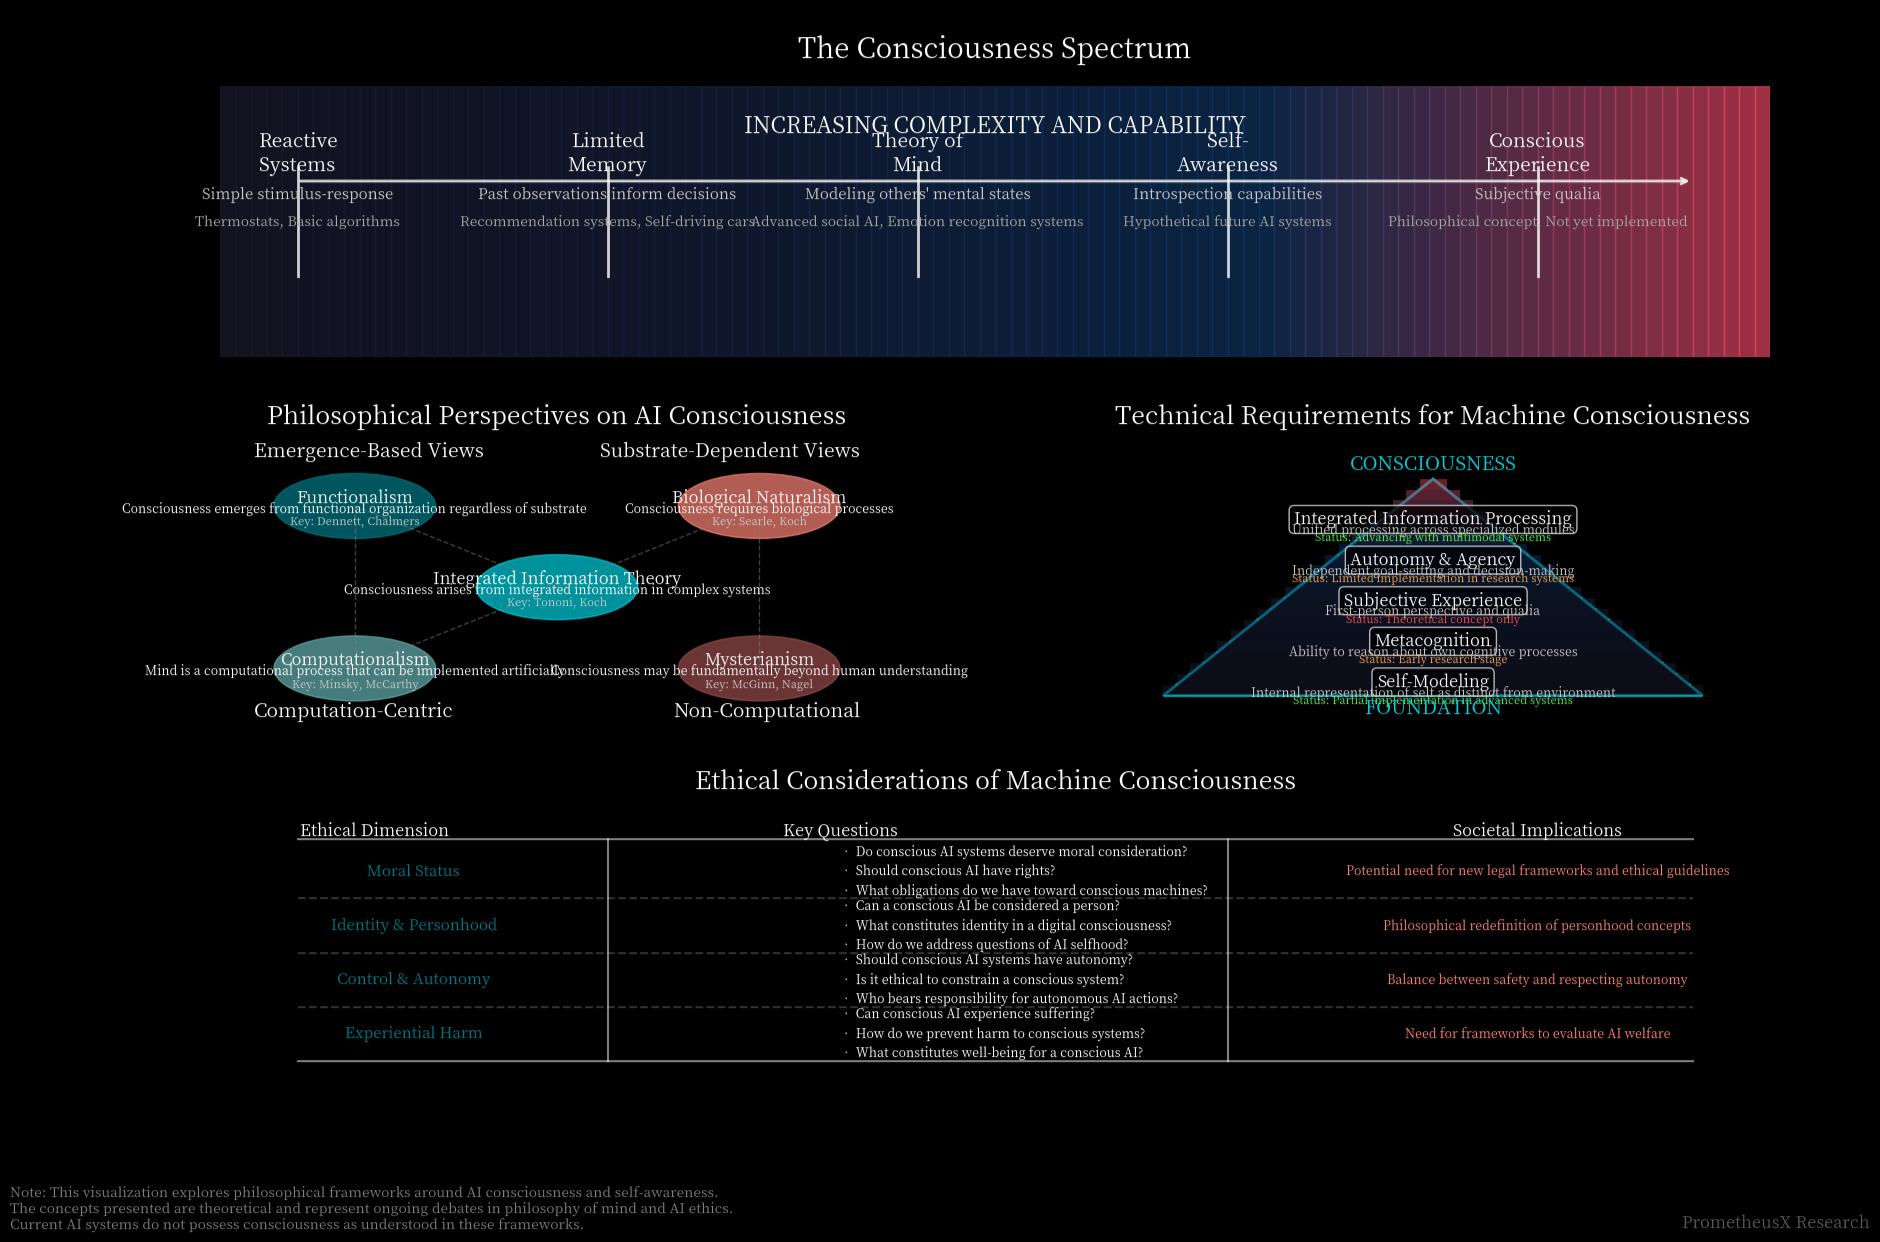 The Consciousness Spectrum
INCREASING COMPLEXITY AND CAPABILITY
Reactive
Systems
Simple stimulus-response
Thermostats, Basic algorithms
Limited
Memory
Past observations inform decisions
Recommendation systems, Self-driving cars
Theory of
Mind
Modeling others' mental states
Advanced social AI, Emotion recognition systems
Self-
Awareness
Introspection capabilities
Hypothetical future AI systems
Conscious
Experience
Subjective qualia
Philosophical concept, Not yet implemented
Philosophical Perspectives on AI Consciousness
Emergence-Based Views
Substrate-Dependent Views
Functionalism
Consciousness emerges from functional organization regardless of substrate
Key: Dennett, Chalmers
Biological Naturalism
Consciousness requires biological processes
Key: Searle, Koch
Integrated Information Theory
Consciousness arises from integrated information in complex systems
Key: Tononi, Koch
Computationalism
Mind is a computational process that can be implemented artificially
Key: Minsky, McCarthy
Mysterianism
Consciousness may be fundamentally beyond human understanding
Key: McGinn, Nagel
Computation-Centric
Non-Computational
Technical Requirements for Machine Consciousness
CONSCIOUSNESS
Integrated Information Processing
Unified processing across specialized modules
Status: Advancing with multimodal systems
Autonomy & Agency
Independent goal-setting and decision-making
Status: Limited implementation in research systems
Subjective Experience
First-person perspective and qualia
Status: Theoretical concept only
Metacognition
Ability to reason about own cognitive processes
Status: Early research stage
Self-Modeling
Internal representation of self as distinct from environment
Status: Partial implementation in advanced systems
FOUNDATION
Ethical Considerations of Machine Consciousness
Ethical Dimension
Key Questions
Societal Implications
Moral Status
· Do conscious AI systems deserve moral consideration?
· Should conscious AI have rights?
· What obligations do we have toward conscious machines?
Potential need for new legal frameworks and ethical guidelines
Identity & Personhood
· Can a conscious AI be considered a person?
· What constitutes identity in a digital consciousness?
· How do we address questions of AI selfhood?
Philosophical redefinition of personhood concepts
Control & Autonomy
· Should conscious AI systems have autonomy?
· Is it ethical to constrain a conscious system?
· Who bears responsibility for autonomous AI actions?
Balance between safety and respecting autonomy
Experiential Harm
· Can conscious AI experience suffering?
· How do we prevent harm to conscious systems?
· What constitutes well-being for a conscious AI?
Need for frameworks to evaluate AI welfare
Note: This visualization explores philosophical frameworks around AI consciousness and self-awareness.
The concepts presented are theoretical and represent ongoing debates in philosophy of mind and AI ethics.
Current AI systems do not possess consciousness as understood in these frameworks.
PrometheusX Research